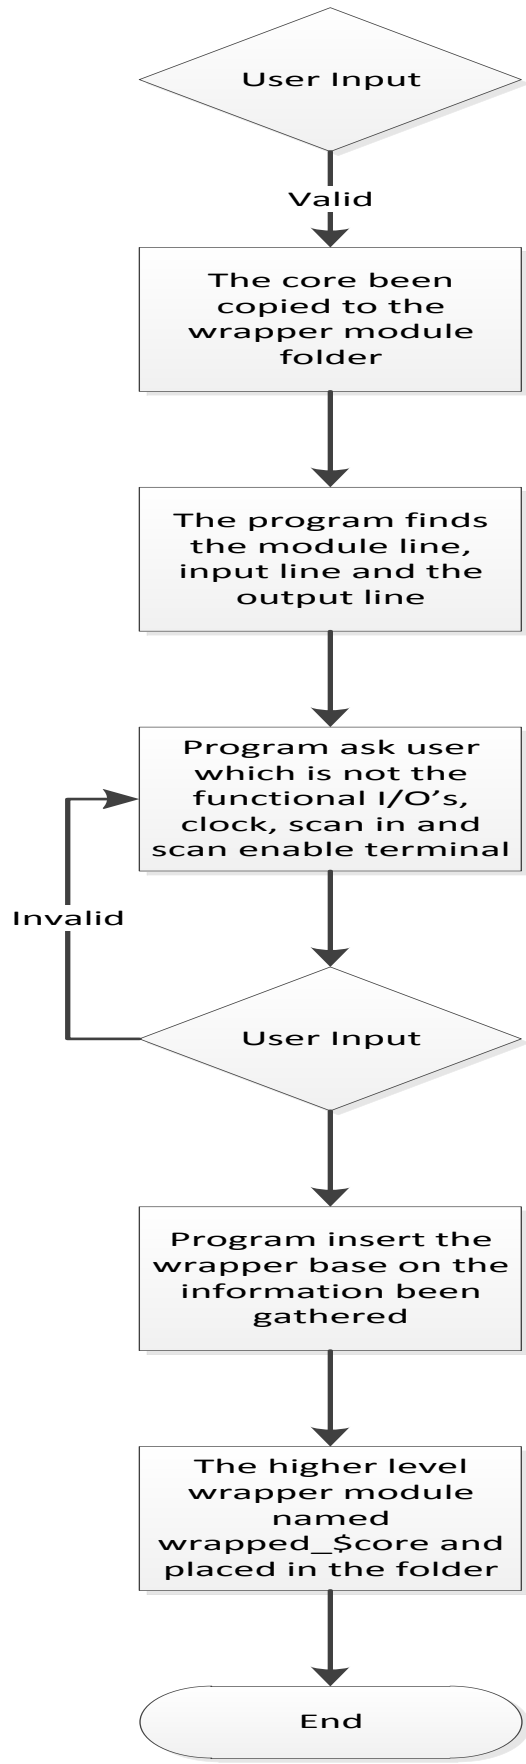 User Input
Valid
The core been
copied to the
wrapper module
folder
The program finds
the module line,
input line and the
output line
Program ask user
which is not the
functional I/O’s,
clock, scan in and
scan enable terminal
Invalid
User Input
Program insert the
wrapper base on the
information been
gathered
The higher level
wrapper module
named
wrapped_$core and
placed in the folder
End